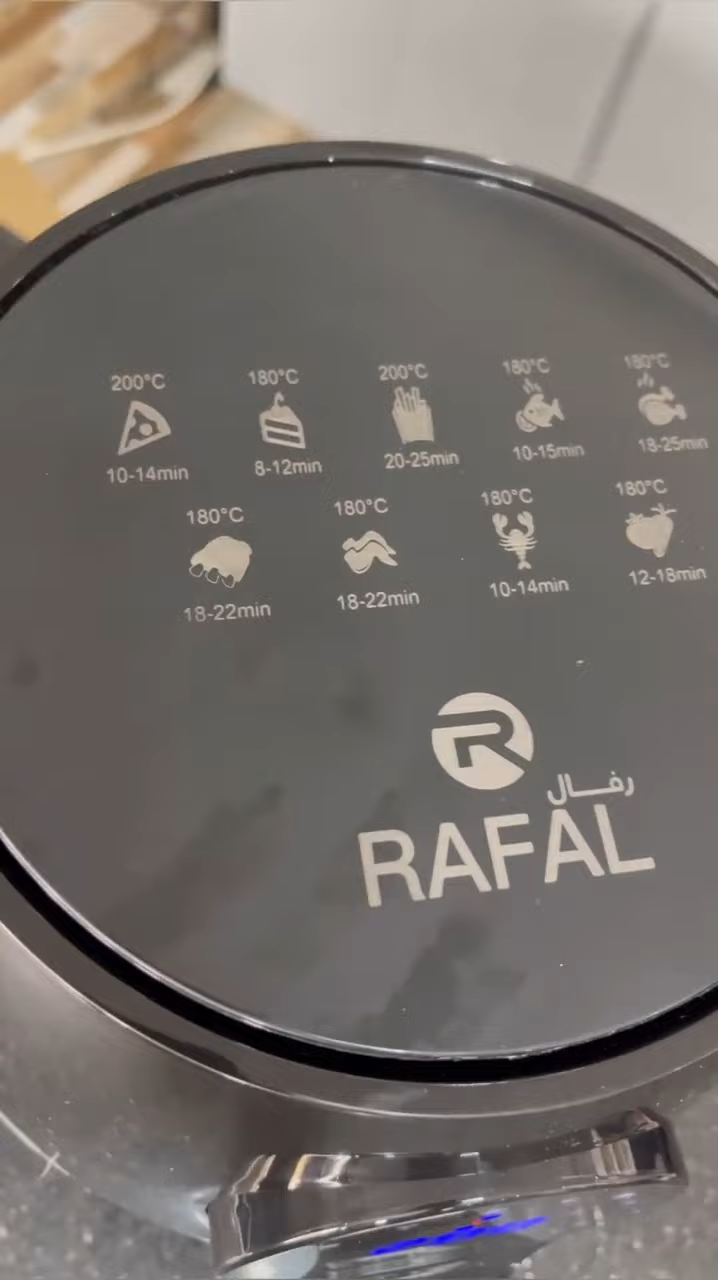 200°C 180°C 200°C 180°C 180°C
10-14min 8-12min 20-25min 10-15min 18-25min
180°C 180°C 180°C 180°C
18-22min 18-22min 10-14min 12-18min
R
رفال
RAFAL